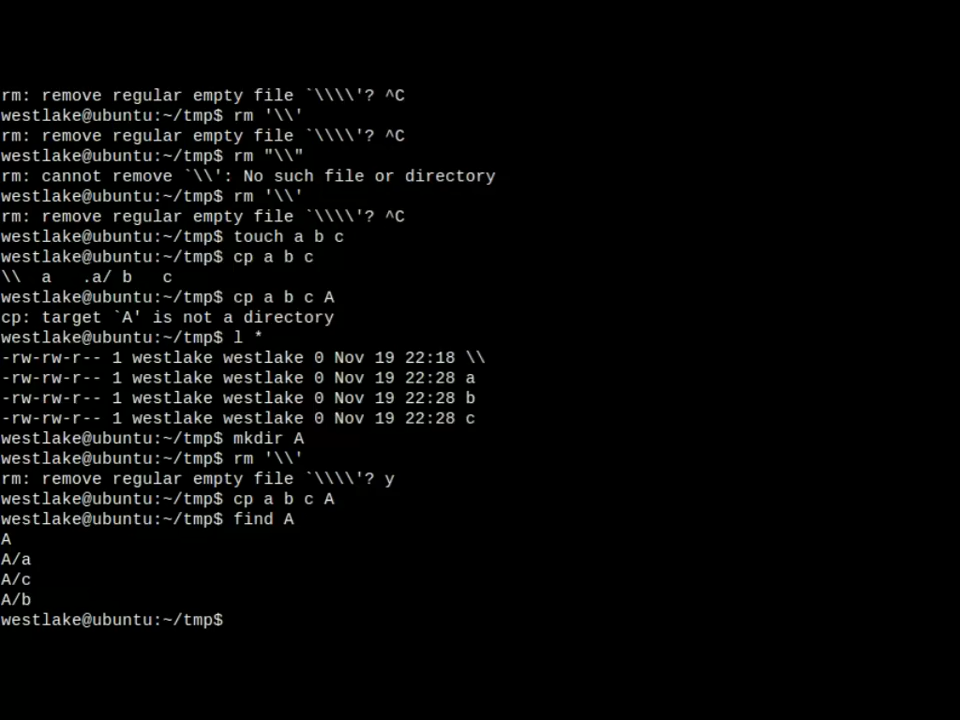 rm: remove regular empty file `\\\\'? ^C
westlake@ubuntu:~/tmp$ rm '\\'
rm: remove regular empty file `\\\\'? ^C
westlake@ubuntu:~/tmp$ rm "\\"
rm: cannot remove `\\': No such file or directory
westlake@ubuntu:~/tmp$ rm '\\'
rm: remove regular empty file `\\\\'? ^C
westlake@ubuntu:~/tmp$ touch a b c
westlake@ubuntu:~/tmp$ cp a b c
\\  a   .a/ b   c
westlake@ubuntu:~/tmp$ cp a b c A
cp: target `A' is not a directory
westlake@ubuntu:~/tmp$ l *
-rw-rw-r-- 1 westlake westlake 0 Nov 19 22:18 \\
-rw-rw-r-- 1 westlake westlake 0 Nov 19 22:28 a
-rw-rw-r-- 1 westlake westlake 0 Nov 19 22:28 b
-rw-rw-r-- 1 westlake westlake 0 Nov 19 22:28 c
westlake@ubuntu:~/tmp$ mkdir A
westlake@ubuntu:~/tmp$ rm '\\'
rm: remove regular empty file `\\\\'? y
westlake@ubuntu:~/tmp$ cp a b c A
westlake@ubuntu:~/tmp$ find A
A
A/a
A/c
A/b
westlake@ubuntu:~/tmp$